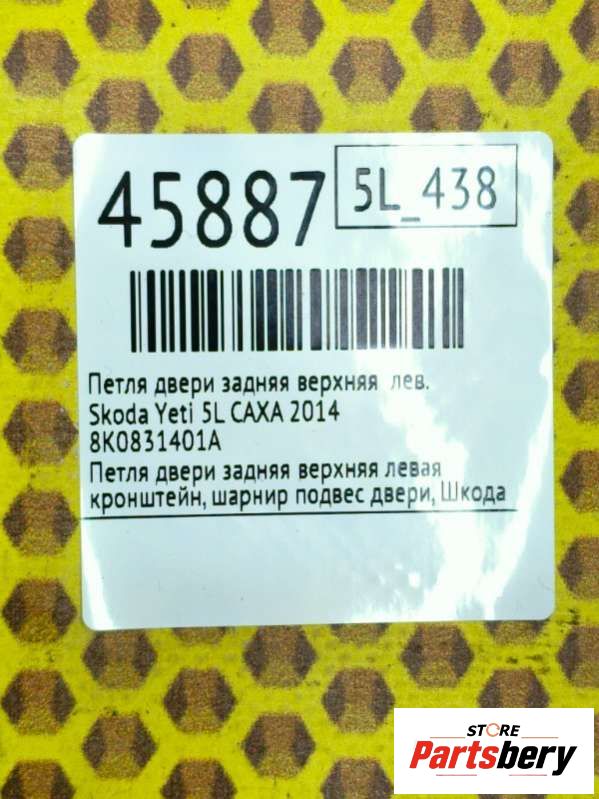 45887
5L_438
Петля двери задняя верхняя лев.
Skoda Yeti 5L CAXA 2014
8K0831401A
Петля двери задняя верхняя левая
кронштейн, шарнир подвес двери, Шкода
STORE
Partsbery